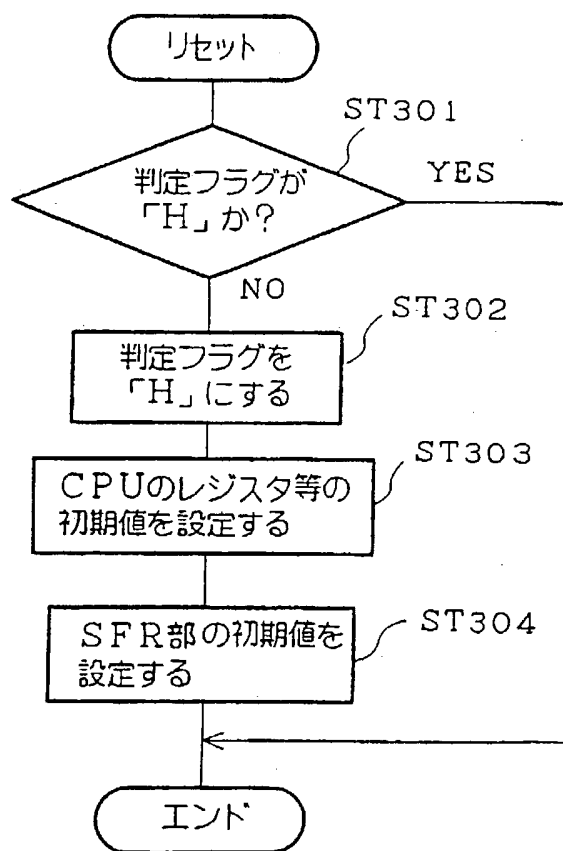 リセット
ST301
判定フラグが
「H」か?
YES
NO
ST302
判定フラグを
「H」にする
ST303
CPUのレジスタ等の
初期値を設定する
ST304
SFR部の初期値を
設定する
エンド